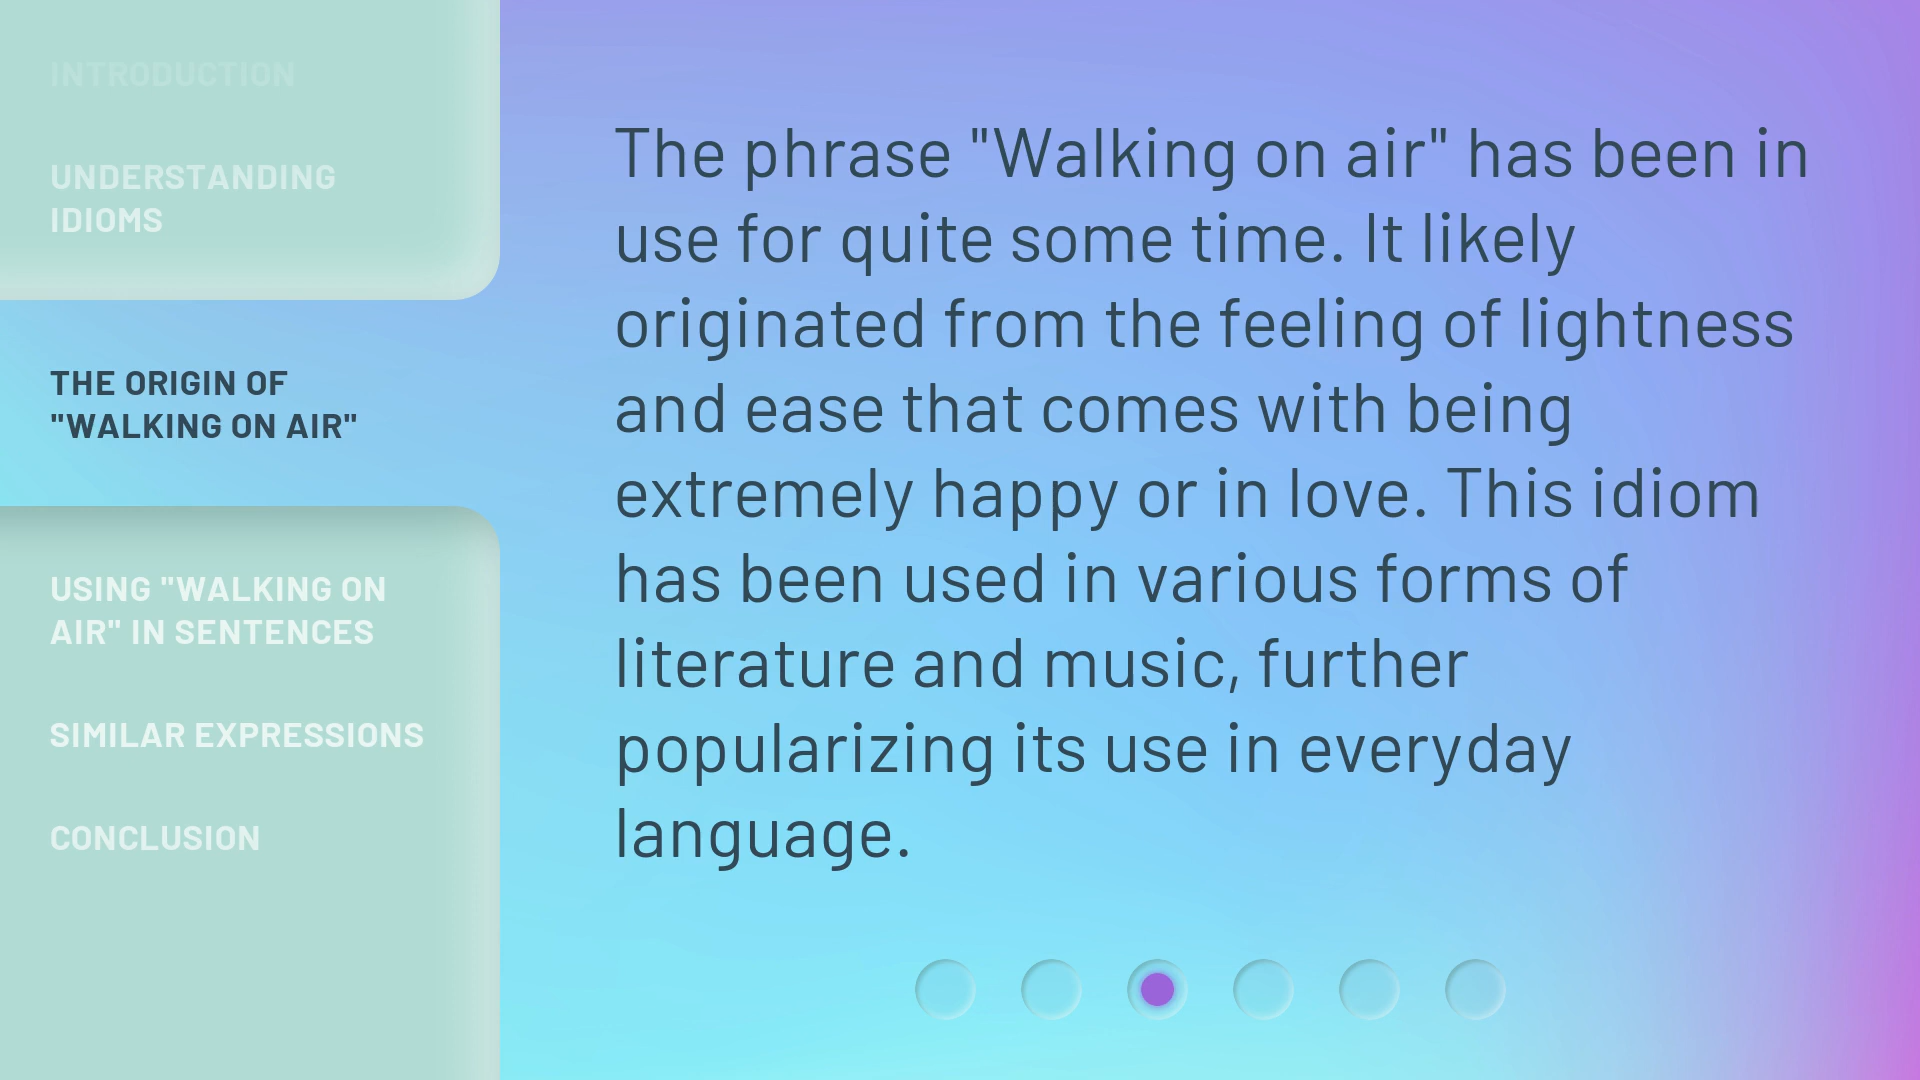 INTRODUCTION
UNDERSTANDING
IDIOMS
THE ORIGIN OF
"WALKING ON AIR"
USING "WALKING ON
AIR" IN SENTENCES
SIMILAR EXPRESSIONS
CONCLUSION
The phrase "Walking on air" has been in
use for quite some time. It likely
originated from the feeling of lightness
and ease that comes with being
extremely happy or in love. This idiom
has been used in various forms of
literature and music, further
popularizing its use in everyday
language.